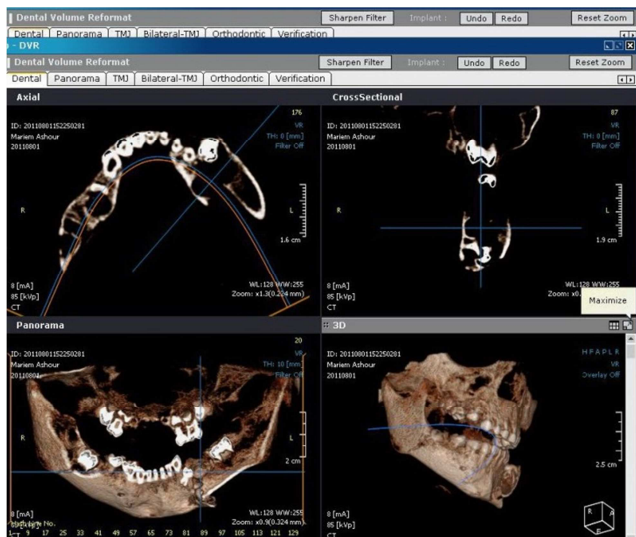 Dental Volume Reformat Sharpen Filter Implant : Undo Redo Reset Zoom
Dental Panorama TMJ Bilateral-TMJ Orthodontic Verification
- DVR
Dental Volume Reformat Sharpen Filter Implant : Undo Redo Reset Zoom
Dental Panorama TMJ Bilateral-TMJ Orthodontic Verification
Axial
176
VR
ID: 20110801152250281
TH: 0 [mm]
Mariem Ashour
Filter Off
20110801
R
L
1.6 cm
8 [mA]
85 [kVp]
CT
WL:128 WW:255
Zoom: x1.3(0.224 mm)
CrossSectional
87
VR
ID: 20110801152250281
TH: 0 [mm]
Mariem Ashour
Filter Off
20110801
R
L
1.9 cm
8 [mA]
85 [kVp]
CT
WL:128 WW:255
Zoom: x0.
Maximize
Panorama
20
VR
ID: 20110801152250281
TH: 10 [mm]
Mariem Ashour
Filter Off
20110801
R
L
2 cm
8 [mA]
85 [kVp]
CT
WL:128 WW:255
Zoom: x0.9(0.324 mm)
No.
1 9 17 25 33 41 49 57 65 73 81 89 97 105 113 121 129
3D
H F A P L R
VR
ID: 20110801152250281
Overlay Off
Mariem Ashour
20110801
2.5 cm
8 [mA]
85 [kVp]
CT
R A